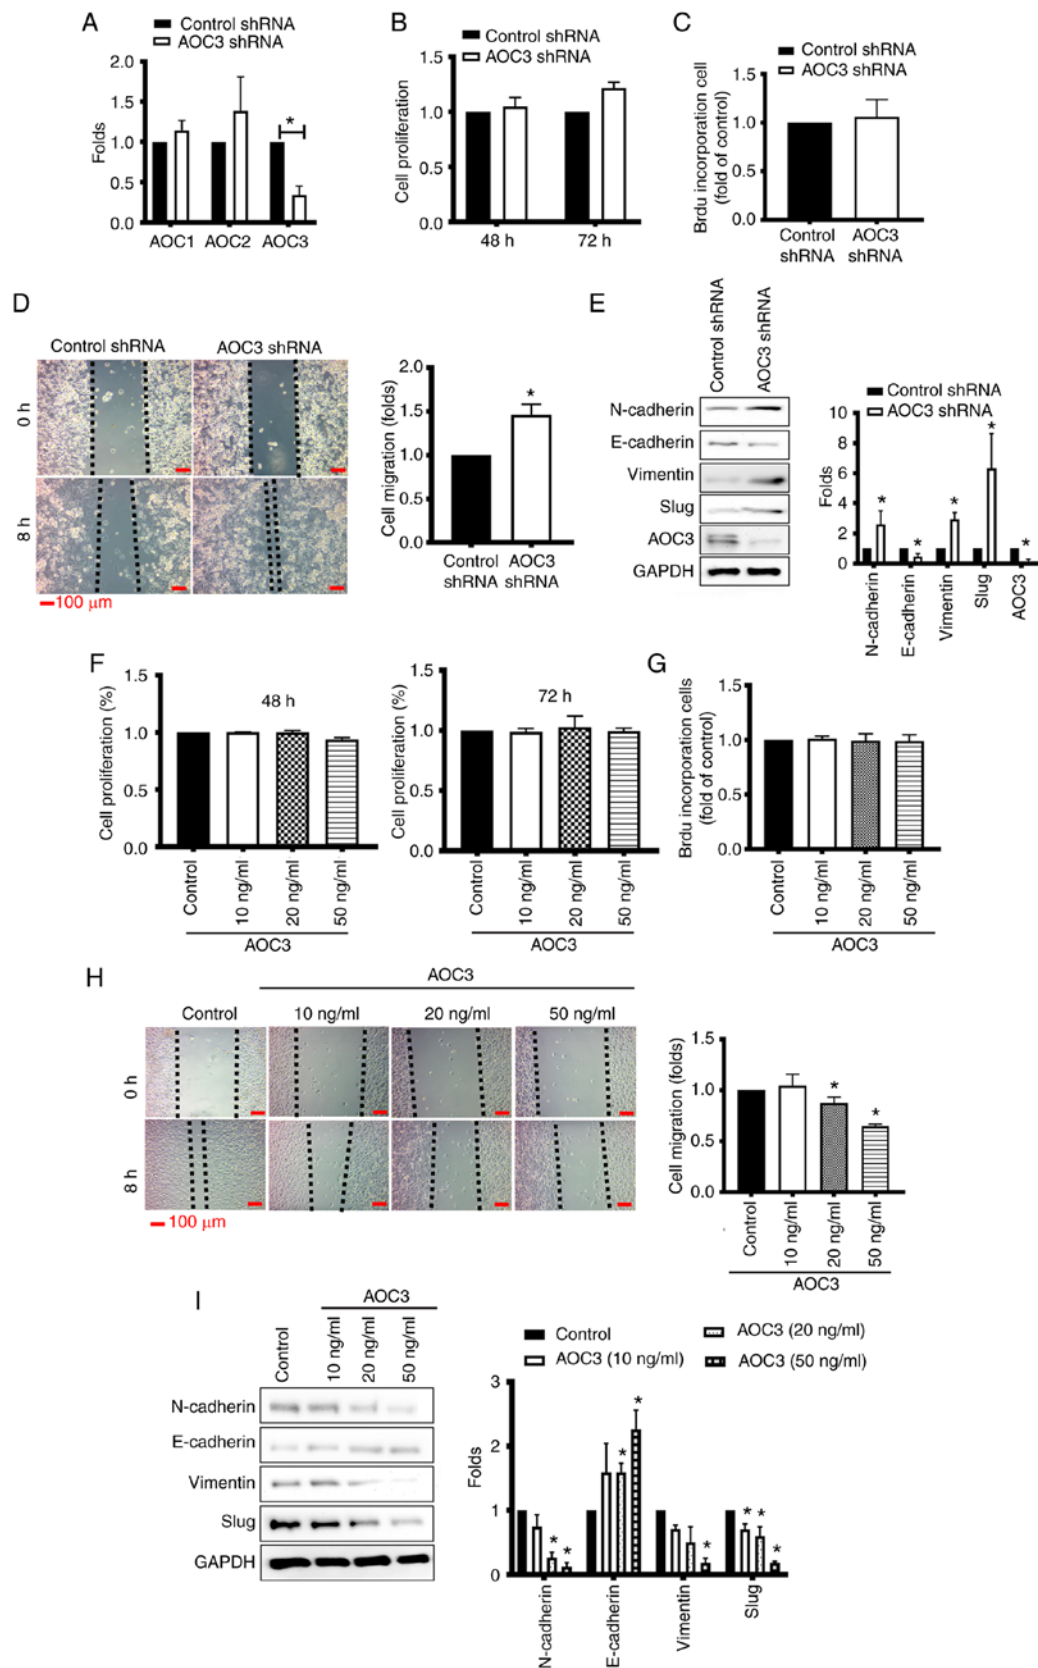 A
Control shRNA
AOC3 shRNA
2.0
1.5
1.0
0.5
0.0
Folds
*
AOC1 AOC2 AOC3
B
Control shRNA
AOC3 shRNA
1.5
1.0
0.5
0.0
Cell proliferation
48 h 72 h
C
Control shRNA
AOC3 shRNA
1.5
1.0
0.5
0.0
Brdu incorporation cell
(fold of control)
Control shRNA
AOC3 shRNA
D
Control shRNA AOC3 shRNA
0 h
8 h
100 µm
2.0
1.5
1.0
0.5
0.0
Cell migration (folds)
*
Control shRNA
AOC3 shRNA
E
Control shRNA
AOC3 shRNA
N-cadherin
E-cadherin
Vimentin
Slug
AOC3
GAPDH
Control shRNA
AOC3 shRNA
10
8
6
4
2
0
Folds
* * * * *
N-cadherin
E-cadherin
Vimentin
Slug
AOC3
F
1.5
1.0
0.5
0.0
Cell proliferation (%)
48 h
Control
10 ng/ml
20 ng/ml
50 ng/ml
AOC3
1.5
1.0
0.5
0.0
Cell proliferation (%)
72 h
Control
10 ng/ml
20 ng/ml
50 ng/ml
AOC3
G
1.5
1.0
0.5
0.0
Brdu incorporation cells
(fold of control)
Control
10 ng/ml
20 ng/ml
50 ng/ml
AOC3
H
AOC3
Control 10 ng/ml 20 ng/ml 50 ng/ml
0 h
8 h
100 µm
1.5
1.0
0.5
0.0
Cell migration (folds)
* *
Control
10 ng/ml
20 ng/ml
50 ng/ml
AOC3
I
AOC3
Control
10 ng/ml
20 ng/ml
50 ng/ml
N-cadherin
E-cadherin
Vimentin
Slug
GAPDH
Control
AOC3 (10 ng/ml)
AOC3 (20 ng/ml)
AOC3 (50 ng/ml)
3
2
1
0
Folds
* * * * * * * *
N-cadherin
E-cadherin
Vimentin
Slug